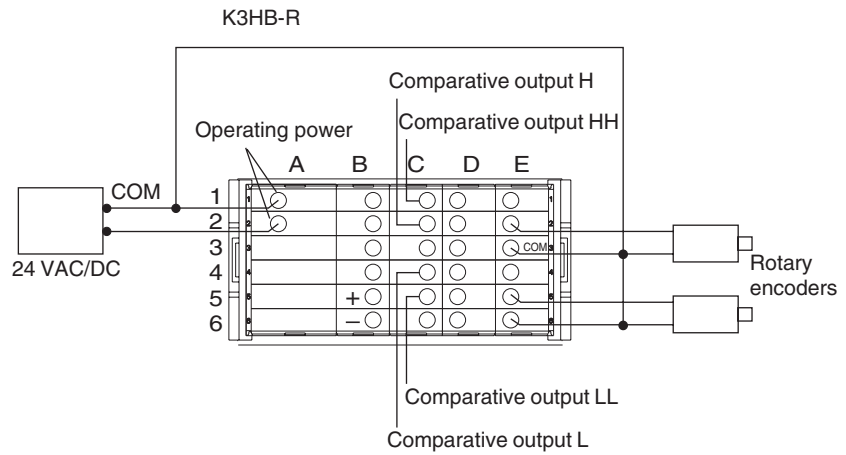 K3HB-R
Comparative output H
Operating power
Comparative output HH
A B C D E
COM
1
2
3
4
5
6
24 VAC/DC
COM
+
−
Rotary
encoders
Comparative output LL
Comparative output L